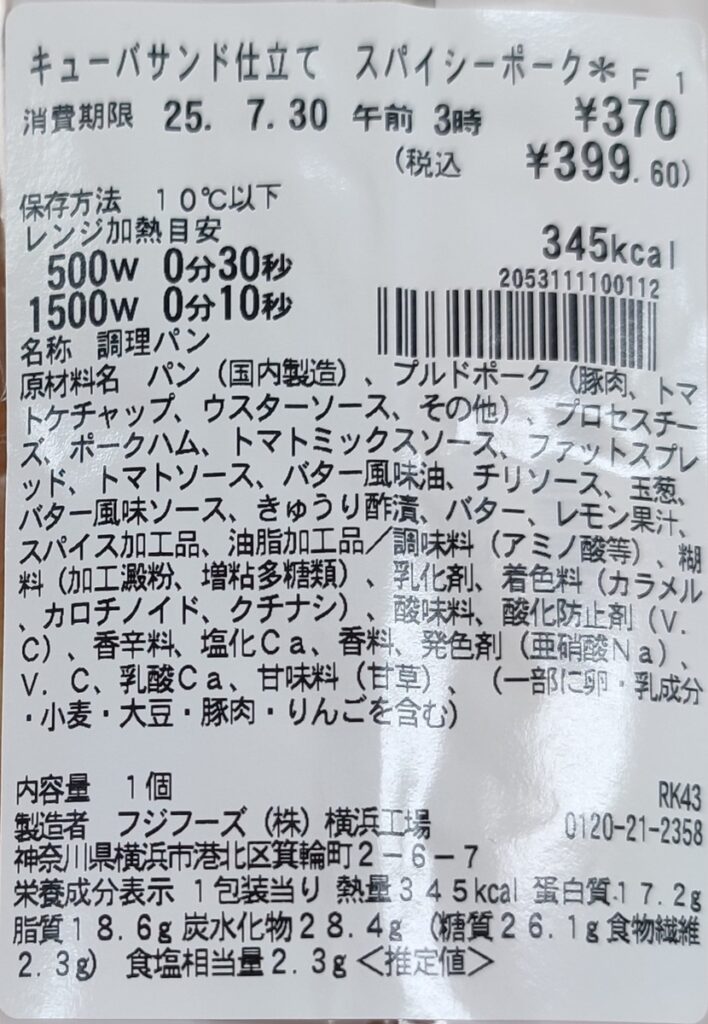 キューバサンド仕立て　スパイシーポーク＊ F 1
消費期限 25. 7.30 午前 3時 ¥370
(税込 ¥399.60)
保存方法　１０℃以下
レンジ加熱目安
500W 0分30秒 345kcal
1500W 0分10秒 2053111100112
名称　調理パン
原材料名　パン（国内製造）、プルドポーク（豚肉、トマ
トケチャップ、ウスターソース、その他）、プロセスチー
ズ、ポークハム、トマトミックスソース、ファットスプレ
ッド、トマトソース、バター風味油、チリソース、玉葱、
バター風味ソース、きゅうり酢漬、バター、レモン果汁、
スパイス加工品、油脂加工品／調味料（アミノ酸等）、糊
料（加工澱粉、増粘多糖類）、乳化剤、着色料（カラメル
、カロチノイド、クチナシ）、酸味料、酸化防止剤（Ｖ．
Ｃ）、香辛料、塩化Ｃａ、香料、発色剤（亜硝酸Ｎａ）、
Ｖ．Ｃ、乳酸Ｃａ、甘味料（甘草）、（一部に卵・乳成分
・小麦・大豆・豚肉・りんごを含む）
内容量　１個 RK43
製造者　フジフーズ（株）横浜工場 0120-21-2358
神奈川県横浜市港北区箕輪町２－６－７
栄養成分表示 １包装当り 熱量３４５kcal 蛋白質１７.２g
脂質１８.６g 炭水化物２８.４g （糖質２６.１g 食物繊維
２.３g） 食塩相当量２.３g＜推定値＞